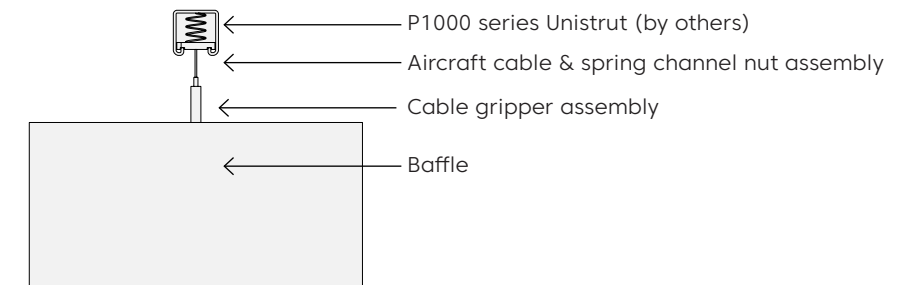 P1000 series Unistrut (by others)
Aircraft cable & spring channel nut assembly
Cable gripper assembly
Baffle